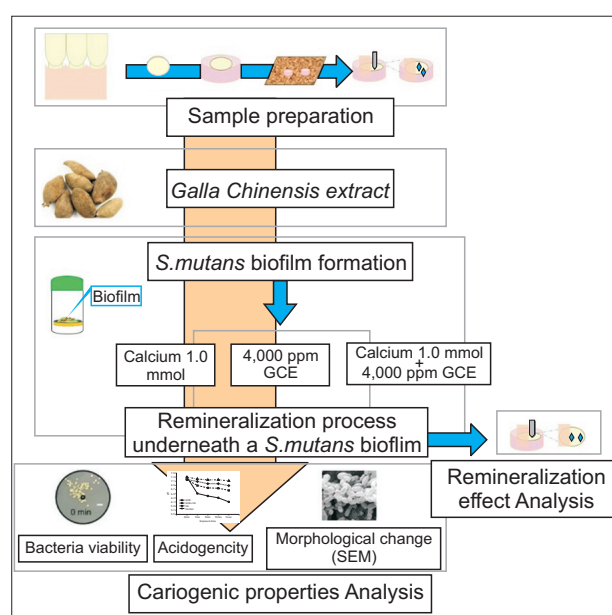 Sample preparation
Galla Chinensis extract
S.mutans biofilm formation
Biofilm
Calcium 1.0
mmol
4,000 ppm
GCE
Calcium 1.0 mmol
+
4,000 ppm GCE
Remineralization process
underneath a S.mutans bioflim
Remineralization
effect Analysis
0 min
Bacteria viability
Acidogencity
Morphological change
(SEM)
Cariogenic properties Analysis